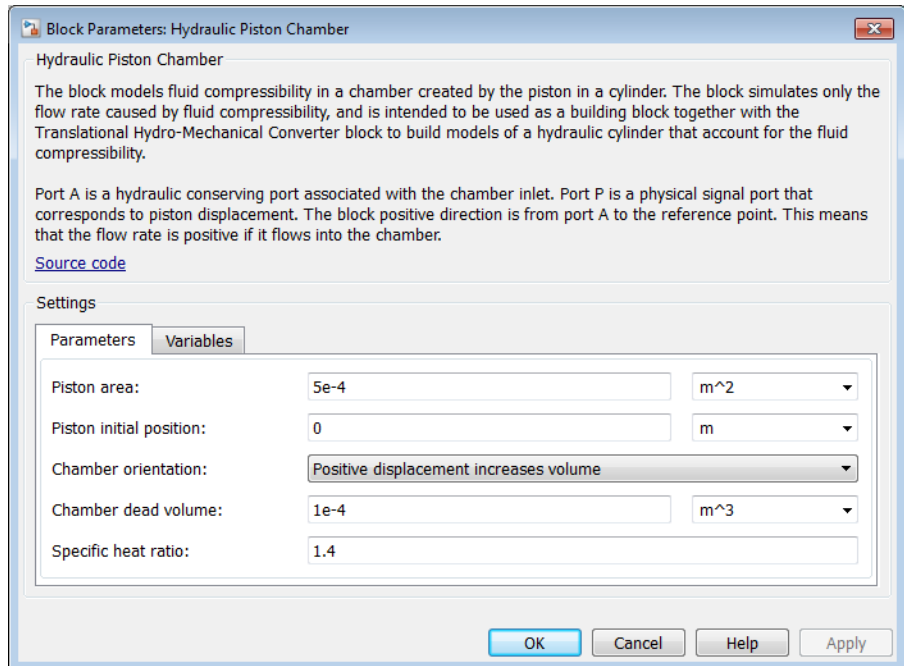 Block Parameters: Hydraulic Piston Chamber
Hydraulic Piston Chamber
The block models fluid compressibility in a chamber created by the piston in a cylinder. The block simulates only the
flow rate caused by fluid compressibility, and is intended to be used as a building block together with the
Translational Hydro-Mechanical Converter block to build models of a hydraulic cylinder that account for the fluid
compressibility.
Port A is a hydraulic conserving port associated with the chamber inlet. Port P is a physical signal port that
corresponds to piston displacement. The block positive direction is from port A to the reference point. This means
that the flow rate is positive if it flows into the chamber.
Source code
Settings
Parameters Variables
Piston area: 5e-4 m^2
Piston initial position: 0 m
Chamber orientation: Positive displacement increases volume
Chamber dead volume: 1e-4 m^3
Specific heat ratio: 1.4
OK Cancel Help Apply